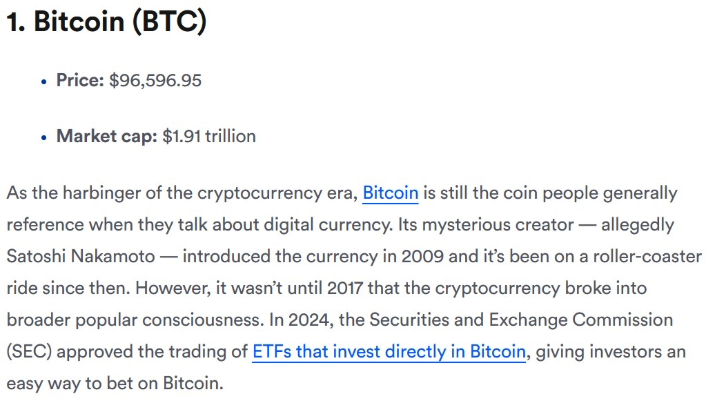 1. Bitcoin (BTC)
• Price: $96,596.95
• Market cap: $1.91 trillion
As the harbinger of the cryptocurrency era, Bitcoin is still the coin people generally
reference when they talk about digital currency. Its mysterious creator — allegedly
Satoshi Nakamoto — introduced the currency in 2009 and it’s been on a roller-coaster
ride since then. However, it wasn’t until 2017 that the cryptocurrency broke into
broader popular consciousness. In 2024, the Securities and Exchange Commission
(SEC) approved the trading of ETFs that invest directly in Bitcoin, giving investors an
easy way to bet on Bitcoin.